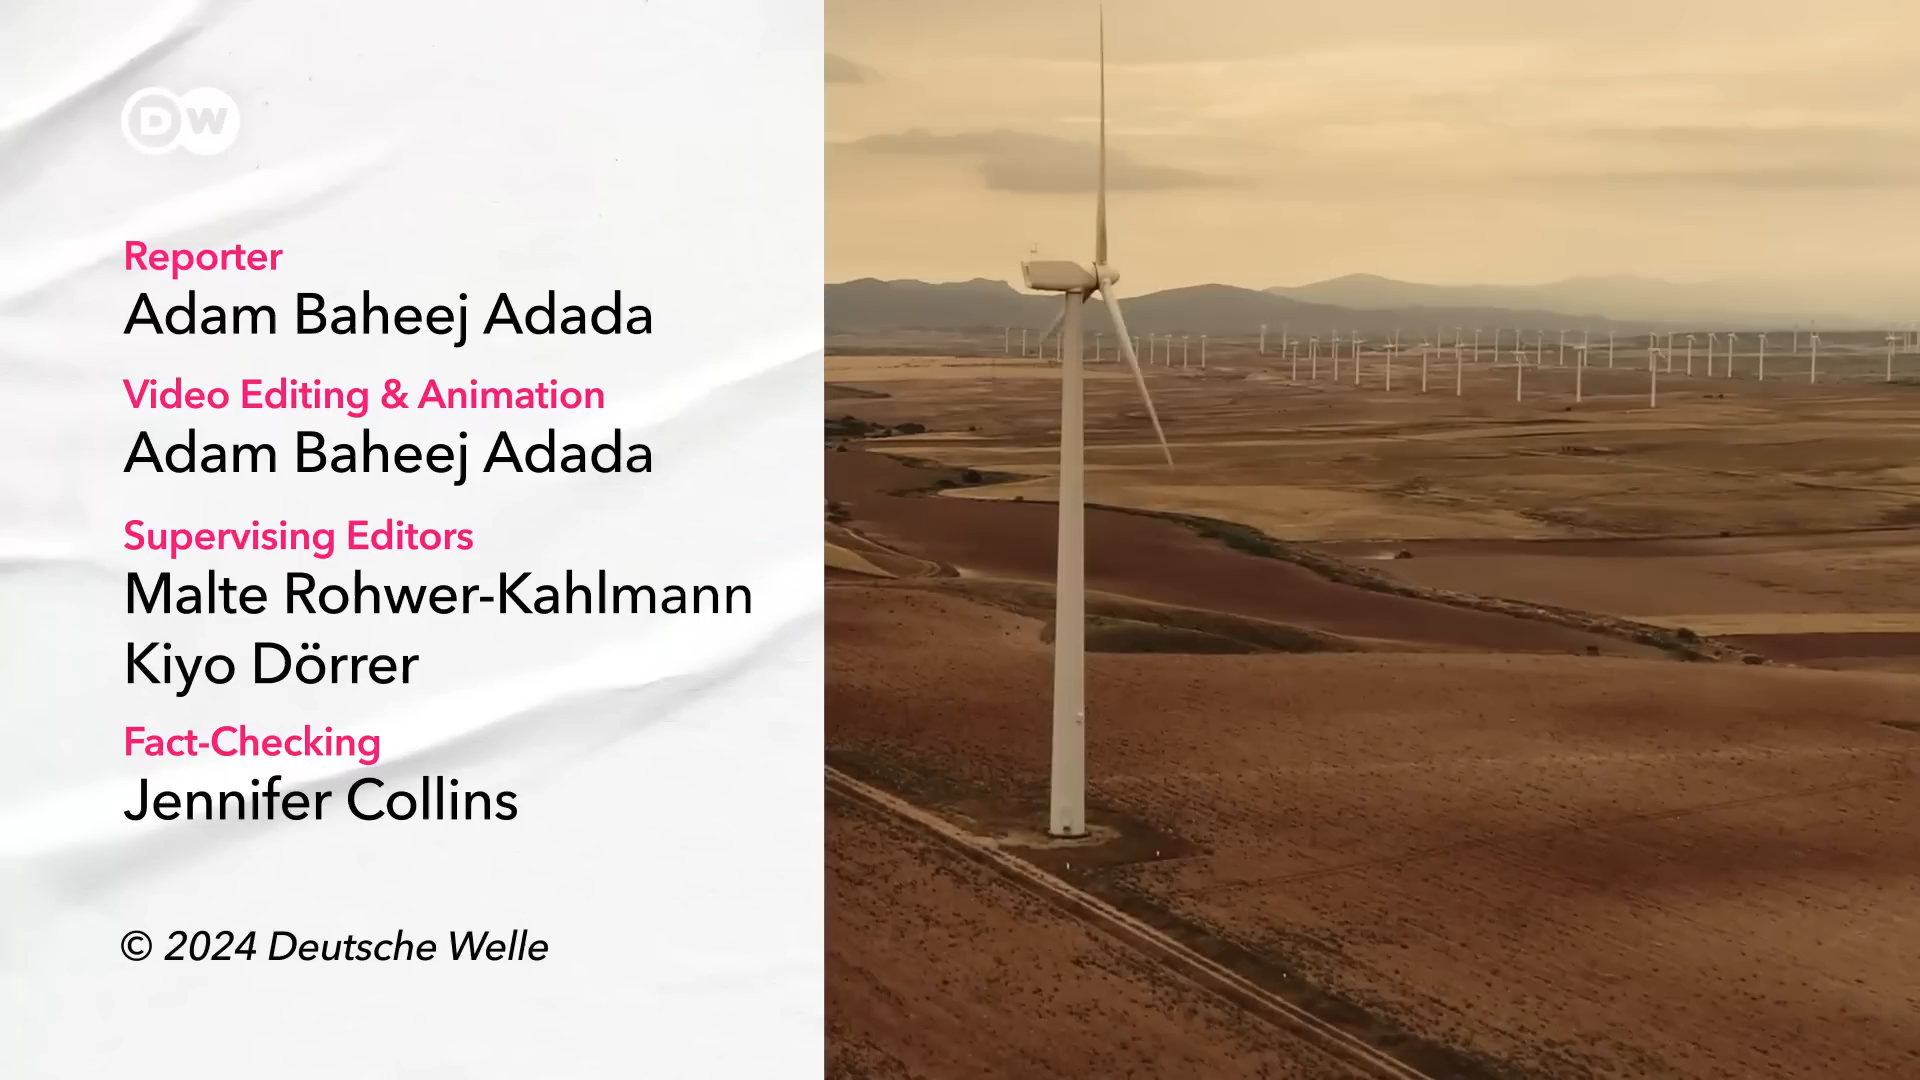 DW
Reporter
Adam Baheej Adada
Video Editing & Animation
Adam Baheej Adada
Supervising Editors
Malte Rohwer-Kahlmann
Kiyo Dörrer
Fact-Checking
Jennifer Collins
© 2024 Deutsche Welle